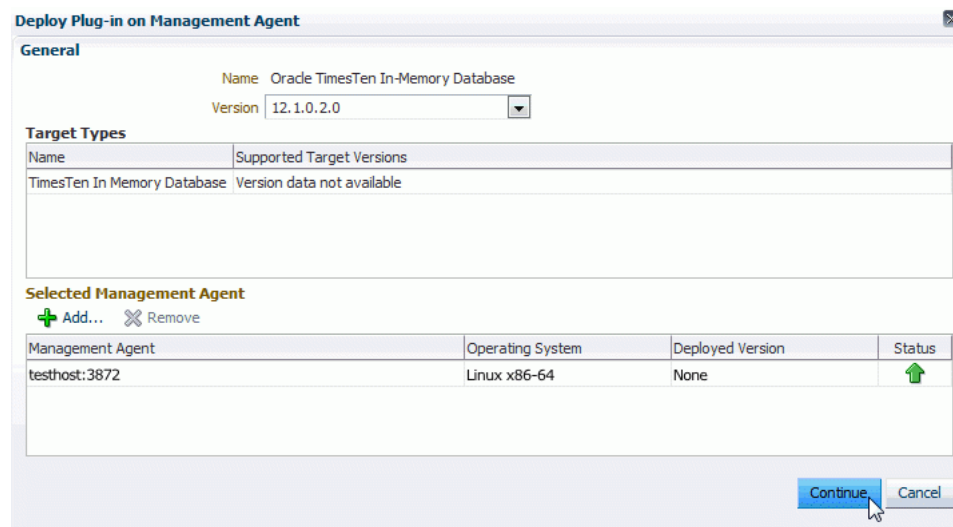 Deploy Plug-in on Management Agent
General
Name Oracle TimesTen In-Memory Database
Version 12.1.0.2.0
Target Types
Name Supported Target Versions
TimesTen In Memory Database Version data not available
Selected Management Agent
Add... Remove
Management Agent Operating System Deployed Version Status
testhost:3872 Linux x86-64 None
Continue Cancel